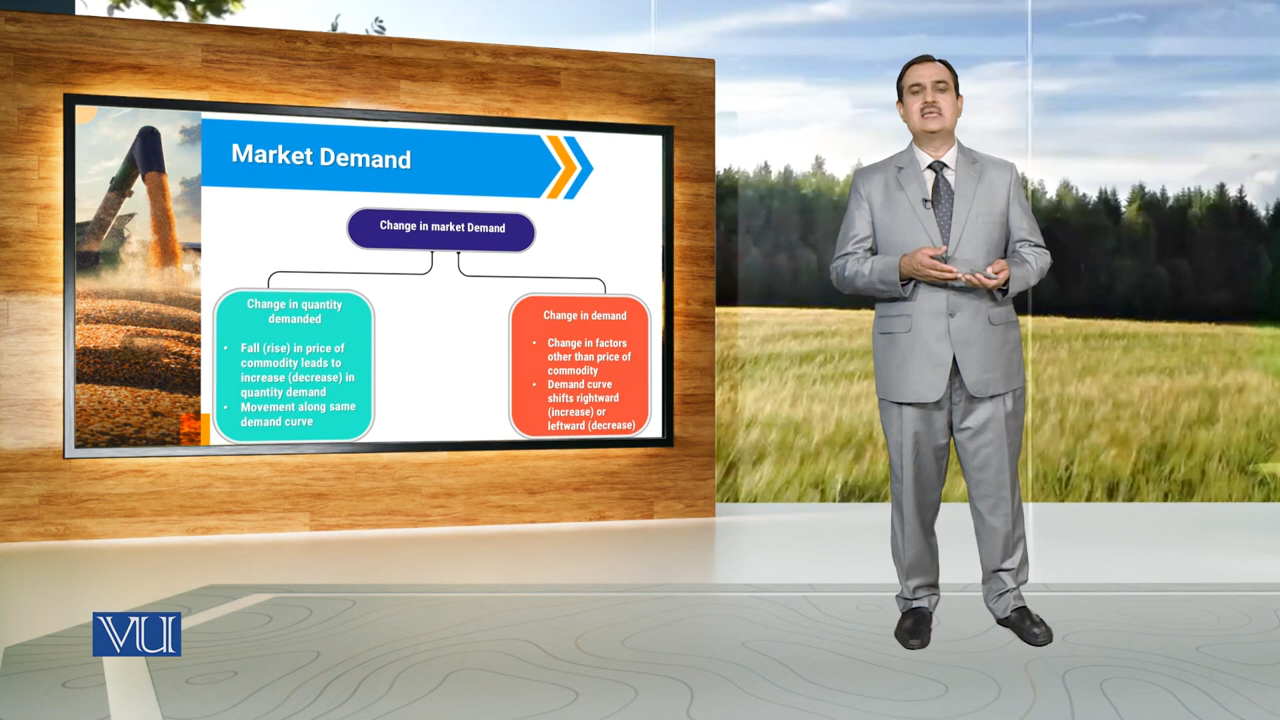 Market Demand
Change in market Demand
Change in quantity
demanded
• Fall (rise) in price of
commodity leads to
increase (decrease) in
quantity demand
• Movement along same
demand curve
Change in demand
• Change in factors
other than price of
commodity
• Demand curve
shifts rightward
(increase) or
leftward (decrease)
VU